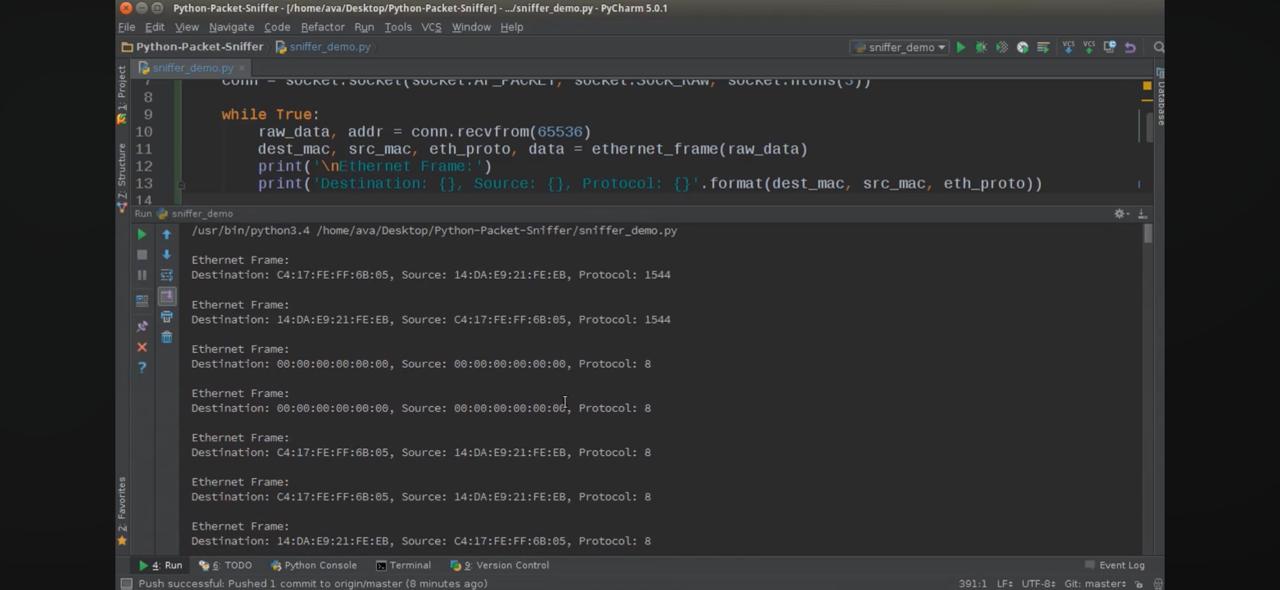 Python-Packet-Sniffer - [/home/ava/Desktop/Python-Packet-Sniffer] - .../sniffer_demo.py - PyCharm 5.0.1
File Edit View Navigate Code Refactor Run Tools VCS Window Help
Python-Packet-Sniffer sniffer_demo.py sniffer_demo VCS VCS
sniffer_demo.py
1: Project
7: Structure
2: Favorites
Database
7 conn = socket.socket(socket.AF_PACKET, socket.SOCK_RAW, socket.ntohs(3))
8
9 while True:
10 raw_data, addr = conn.recvfrom(65536)
11 dest_mac, src_mac, eth_proto, data = ethernet_frame(raw_data)
12 print('\nEthernet Frame:')
13 print('Destination: {}, Source: {}, Protocol: {}'.format(dest_mac, src_mac, eth_proto))
14
Run sniffer_demo
/usr/bin/python3.4 /home/ava/Desktop/Python-Packet-Sniffer/sniffer_demo.py
Ethernet Frame:
Destination: C4:17:FE:FF:6B:05, Source: 14:DA:E9:21:FE:EB, Protocol: 1544
Ethernet Frame:
Destination: 14:DA:E9:21:FE:EB, Source: C4:17:FE:FF:6B:05, Protocol: 1544
Ethernet Frame:
Destination: 00:00:00:00:00:00, Source: 00:00:00:00:00:00, Protocol: 8
Ethernet Frame:
Destination: 00:00:00:00:00:00, Source: 00:00:00:00:00:00, Protocol: 8
Ethernet Frame:
Destination: C4:17:FE:FF:6B:05, Source: 14:DA:E9:21:FE:EB, Protocol: 8
Ethernet Frame:
Destination: C4:17:FE:FF:6B:05, Source: 14:DA:E9:21:FE:EB, Protocol: 8
Ethernet Frame:
Destination: 14:DA:E9:21:FE:EB, Source: C4:17:FE:FF:6B:05, Protocol: 8
4: Run 6: TODO Python Console Terminal 9: Version Control Event Log
Push successful: Pushed 1 commit to origin/master (8 minutes ago) 391:1 LF UTF-8 Git: master